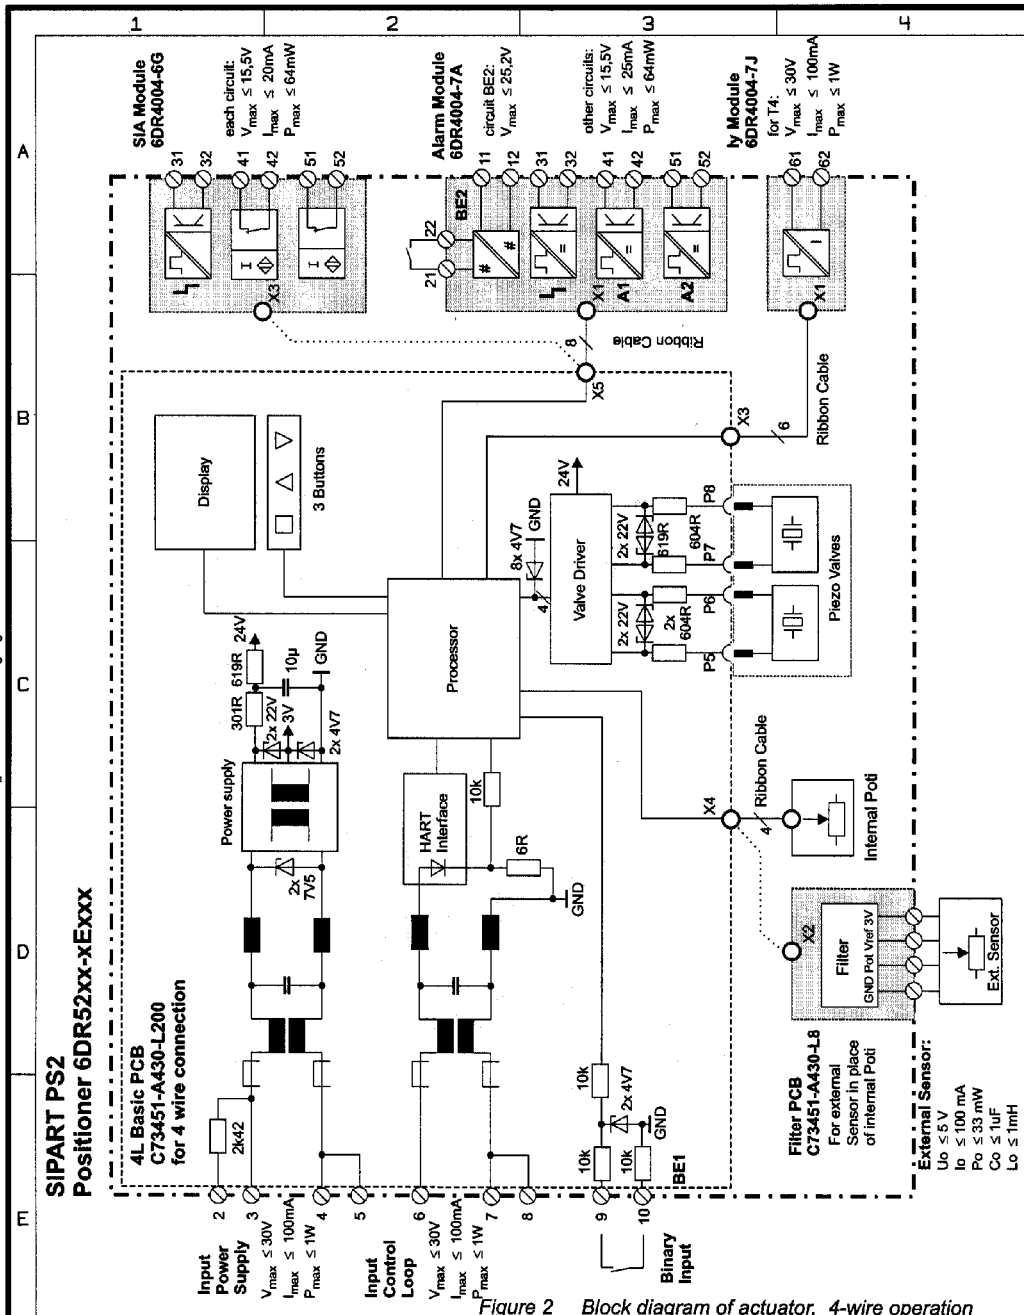 1
2
3
4
A
B
C
D
E
SIPART PS2
Positioner 6DR52xx-xExxx
4L Basic PCB
C73451-A430-L200
for 4 wire connection
Input
Power
Supply
Vmax ≤ 30V
Imax ≤ 100mA
Pmax ≤ 1W
2
3
4
5
2k42
2x
7V5
Power supply
301R
619R
24V
2x 22V
3V
10µ
2x 4V7
GND
Display
3 Buttons
Input
Control
Loop
Vmax ≤ 30V
Imax ≤ 100mA
Pmax ≤ 1W
6
7
8
HART
Interface
10k
6R
GND
Processor
Binary
Input
9
10
BE1
10k
10k
10k
2x 4V7
GND
8x 4V7
GND
4
Valve Driver
24V
2x 22V
2x 22V
2x
604R
619R
604R
P5
P6
P7
P8
Piezo Valves
X5
X3
X4
8
Ribbon Cable
6
Ribbon Cable
4
Ribbon Cable
Internal Poti
X2
Filter
GND Pot Vref 3V
Ext. Sensor
Filter PCB
C73451-A430-L8
For external
Sensor in place
of internal Poti
External Sensor:
Uo ≤ 5 V
Io ≤ 100 mA
Po ≤ 33 mW
Co ≤ 1uF
Lo ≤ 1mH
SIA Module
6DR4004-6G
each circuit:
Vmax ≤ 15,5V
Imax ≤ 20mA
Pmax ≤ 64mW
31
32
41
42
51
52
I
I
X3
Alarm Module
6DR4004-7A
circuit BE2:
Vmax ≤ 25,2V
other circuits:
Vmax ≤ 15,5V
Imax ≤ 25mA
Pmax ≤ 64mW
21
22
BE2
11
12
31
32
41
42
51
52
# #
=
=
=
A1
A2
X1
Iy Module
6DR4004-7J
for T4:
Vmax ≤ 30V
Imax ≤ 100mA
Pmax ≤ 1W
61
62
I
X1
Figure 2 Block diagram of actuator, 4-wire operation